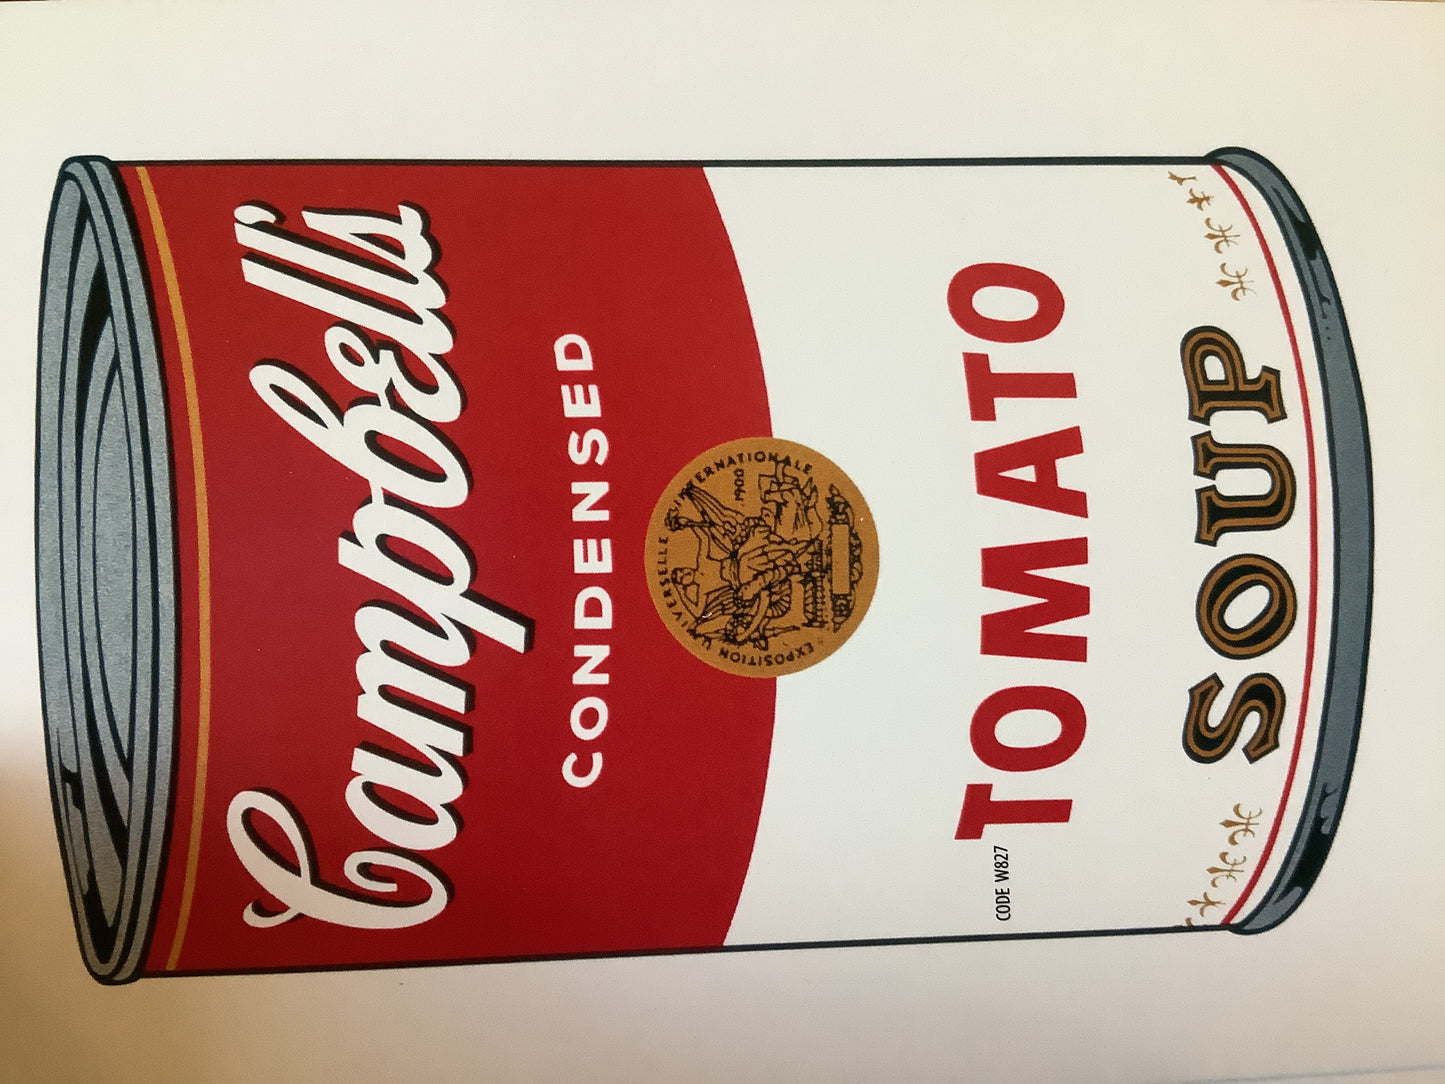 Campbell's
CONDENSED
EXPOSITION UNIVERSELLE INTERNATIONALE
1900
TOMATO
CODE W827
SOUP